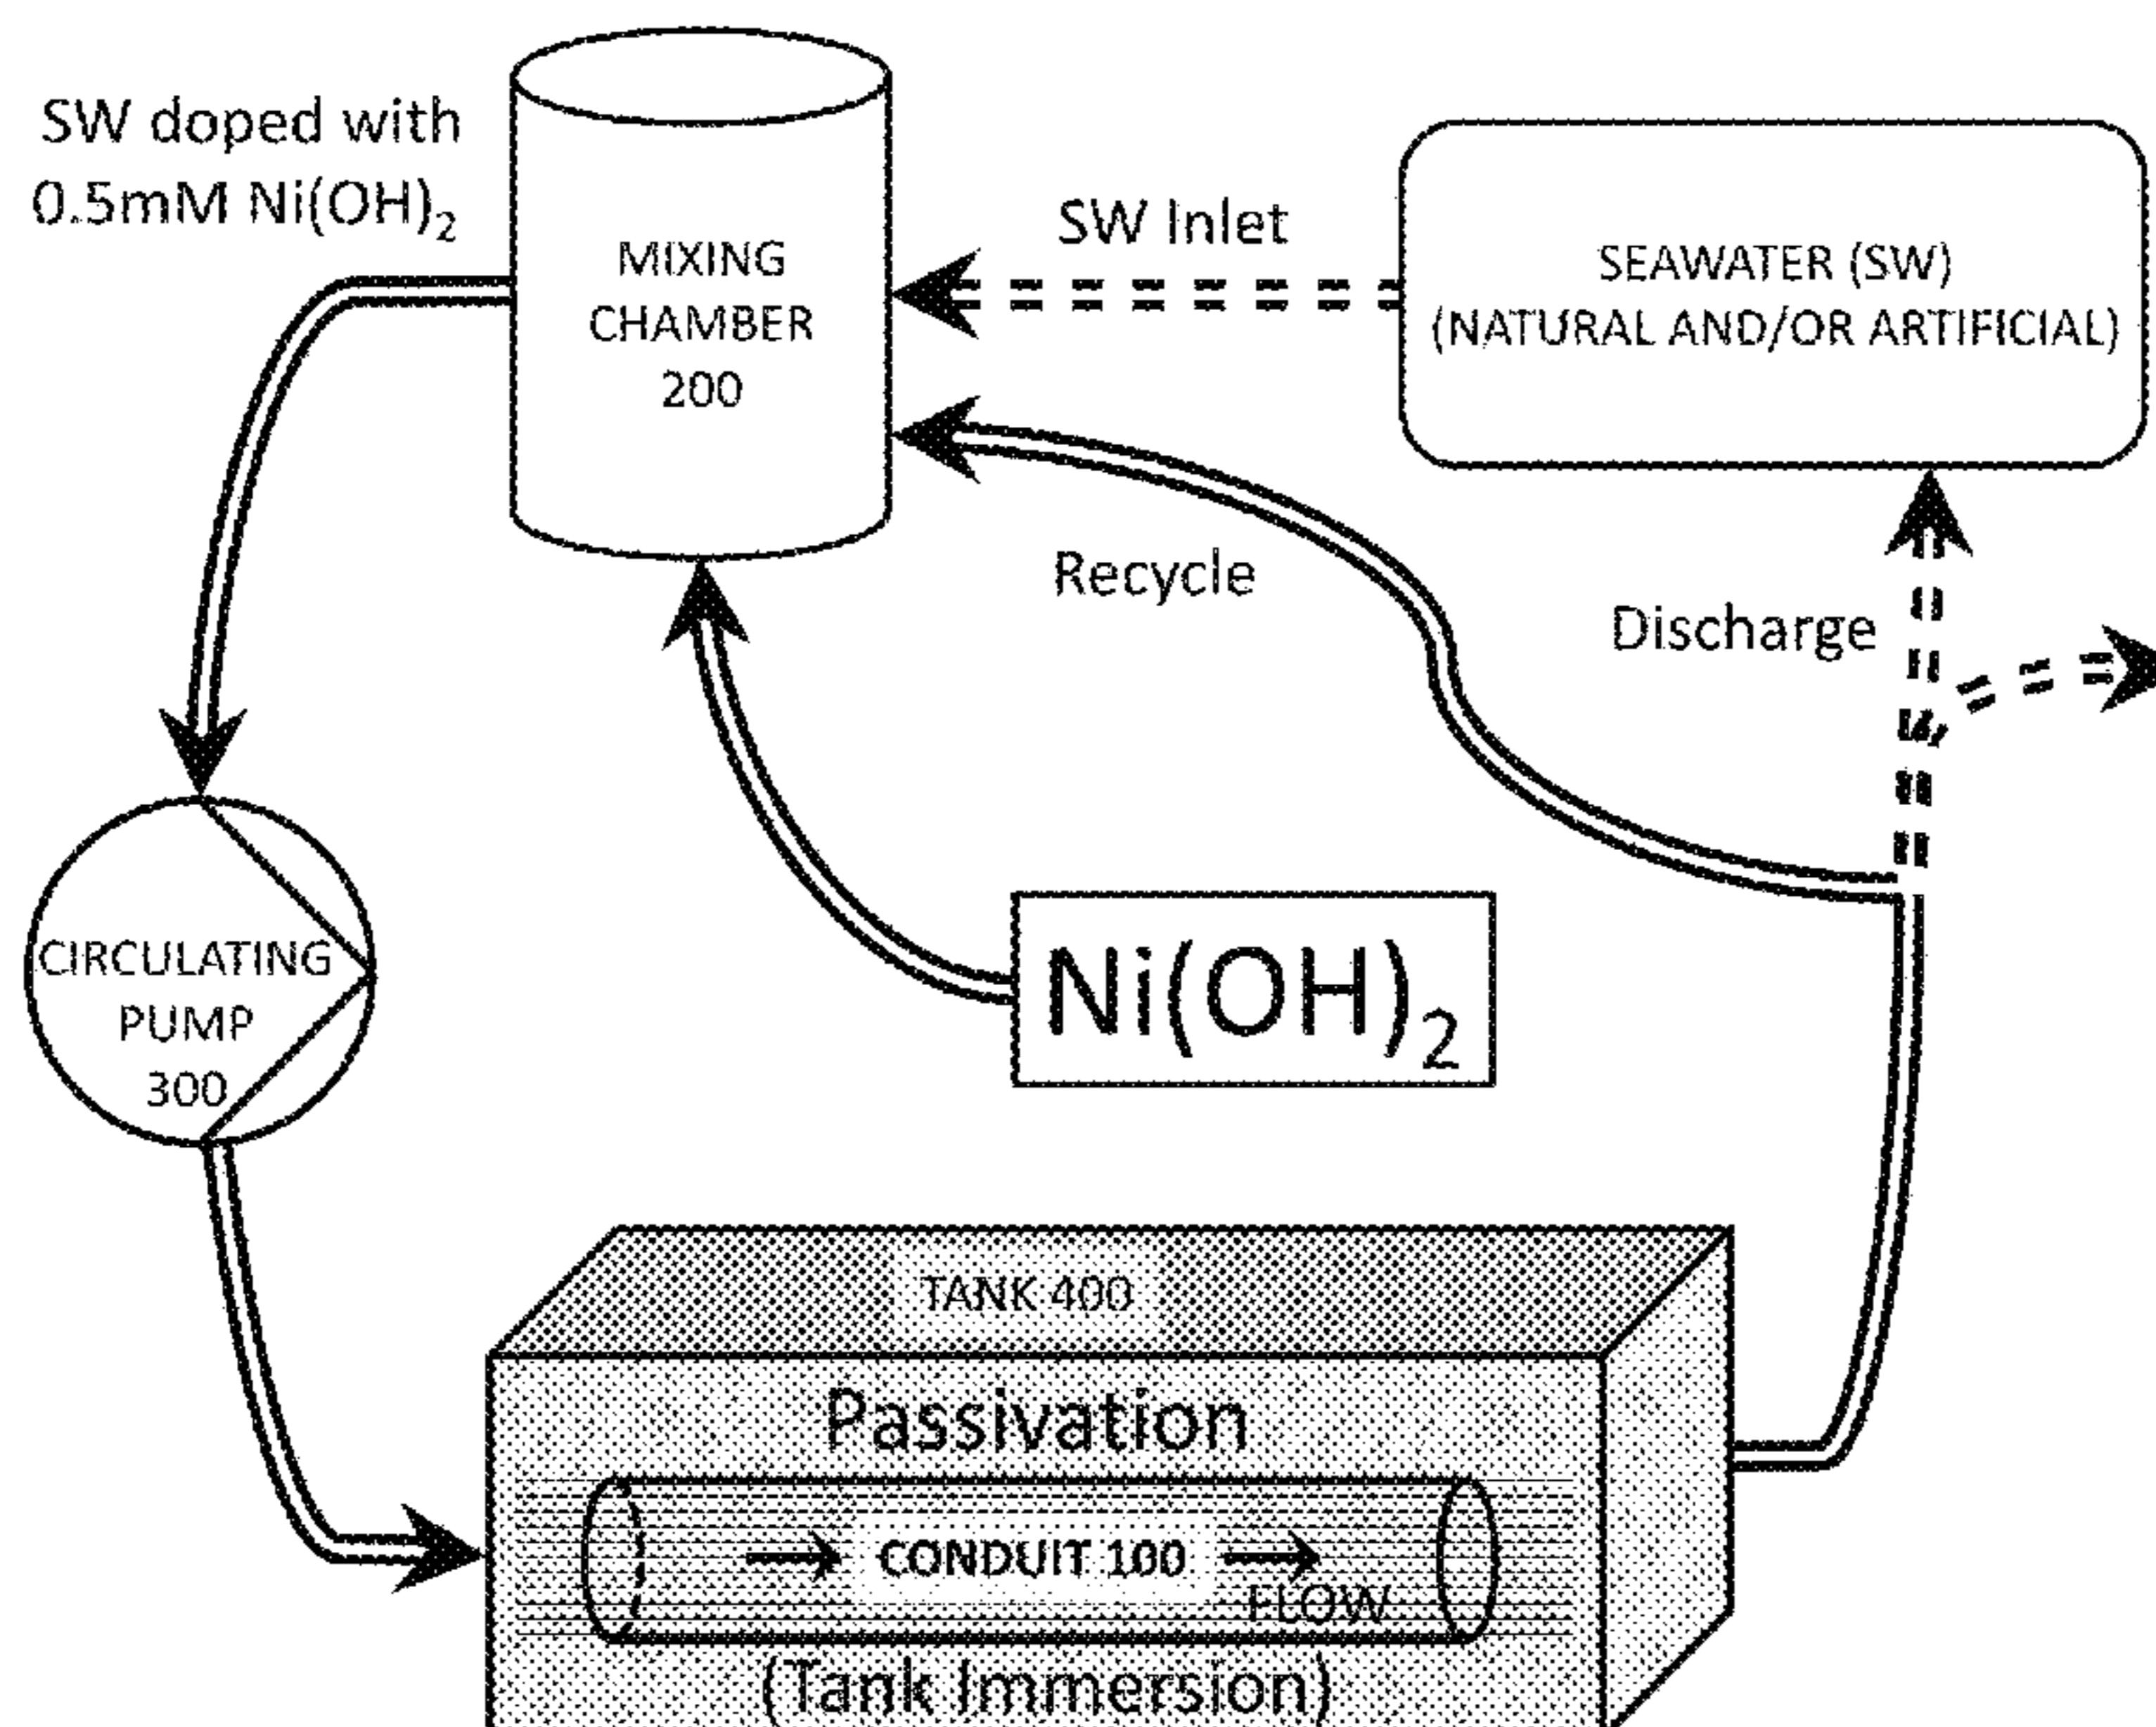 SW doped with
0.5mM Ni(OH)₂
MIXING
CHAMBER
200
SW Inlet
SEAWATER (SW)
(NATURAL AND/OR ARTIFICIAL)
Recycle
Discharge
CIRCULATING
PUMP
300
Ni(OH)₂
TANK 400
Passivation
CONDUIT 100
FLOW
(Tank Immersion)